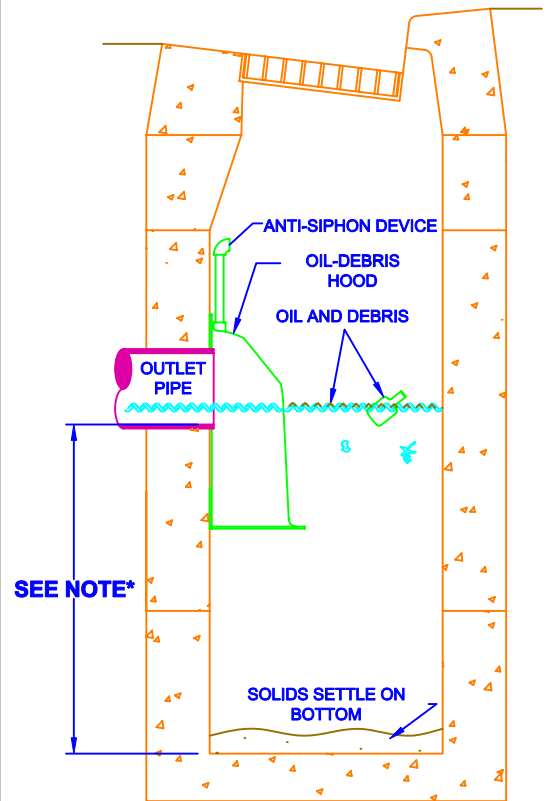 ANTI-SIPHON DEVICE
OIL-DEBRIS
HOOD
OIL AND DEBRIS
OUTLET
PIPE
SEE NOTE*
SOLIDS SETTLE ON
BOTTOM